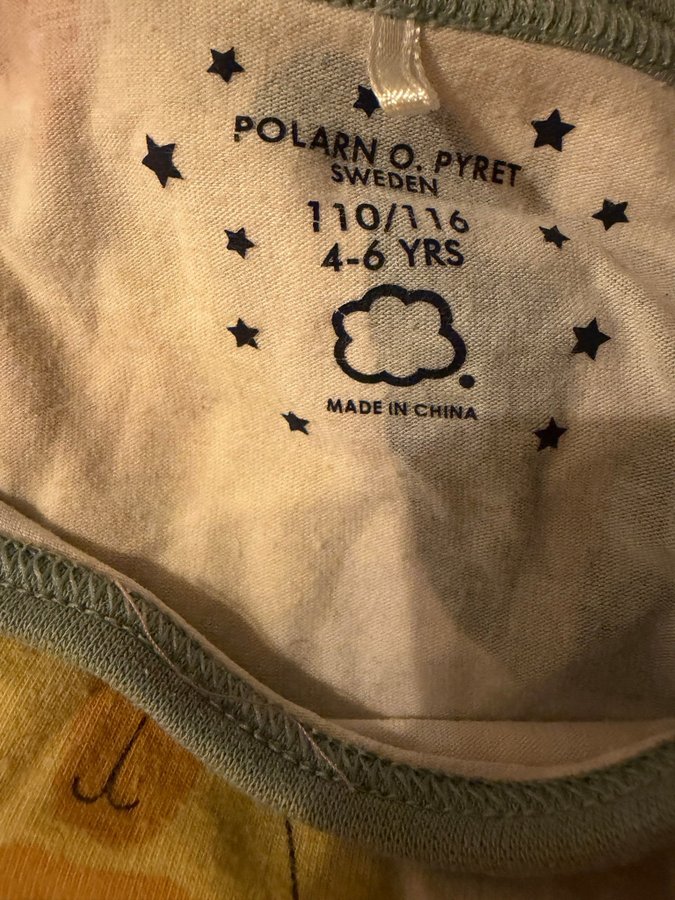 POLARN O. PYRET
SWEDEN
110/116
4-6 YRS
MADE IN CHINA